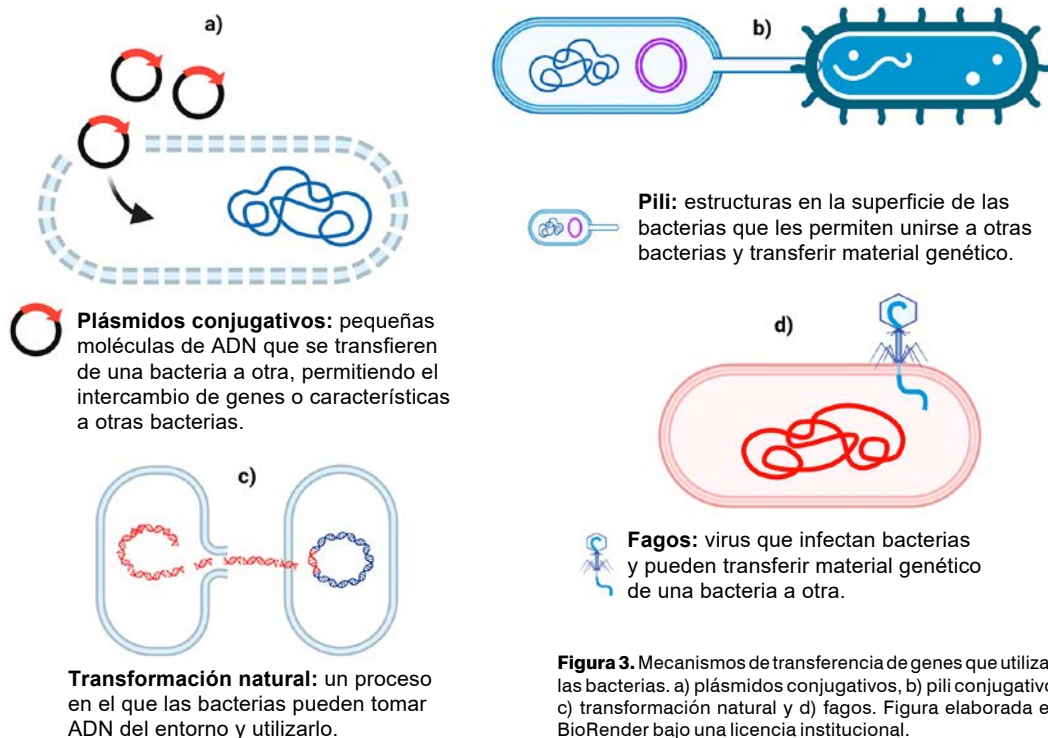 a)
Plásmidos conjugativos: pequeñas
moléculas de ADN que se transfieren
de una bacteria a otra, permitiendo el
intercambio de genes o características
a otras bacterias.
b)
Pili: estructuras en la superficie de las
bacterias que les permiten unirse a otras
bacterias y transferir material genético.
c)
Transformación natural: un proceso
en el que las bacterias pueden tomar
ADN del entorno y utilizarlo.
d)
Fagos: virus que infectan bacterias
y pueden transferir material genético
de una bacteria a otra.
Figura 3. Mecanismos de transferencia de genes que utiliza
las bacterias. a) plásmidos conjugativos, b) pili conjugativo
c) transformación natural y d) fagos. Figura elaborada e
BioRender bajo una licencia institucional.